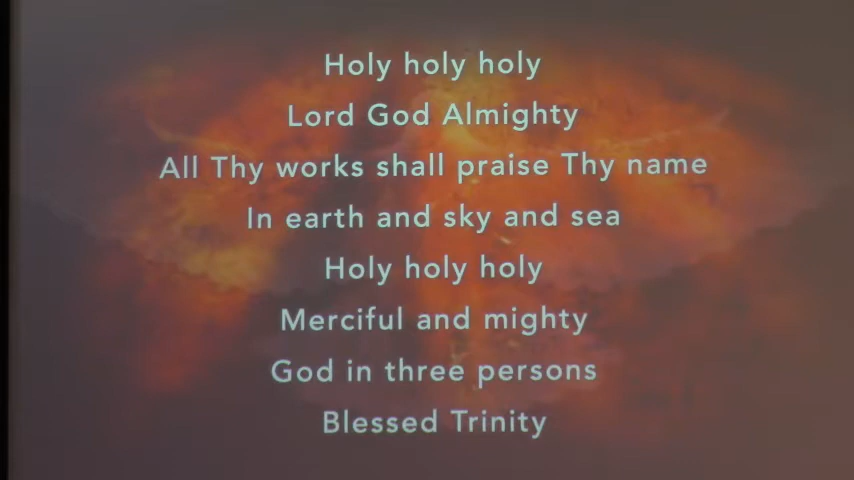 Holy holy holy
Lord God Almighty
All Thy works shall praise Thy name
In earth and sky and sea
Holy holy holy
Merciful and mighty
God in three persons
Blessed Trinity